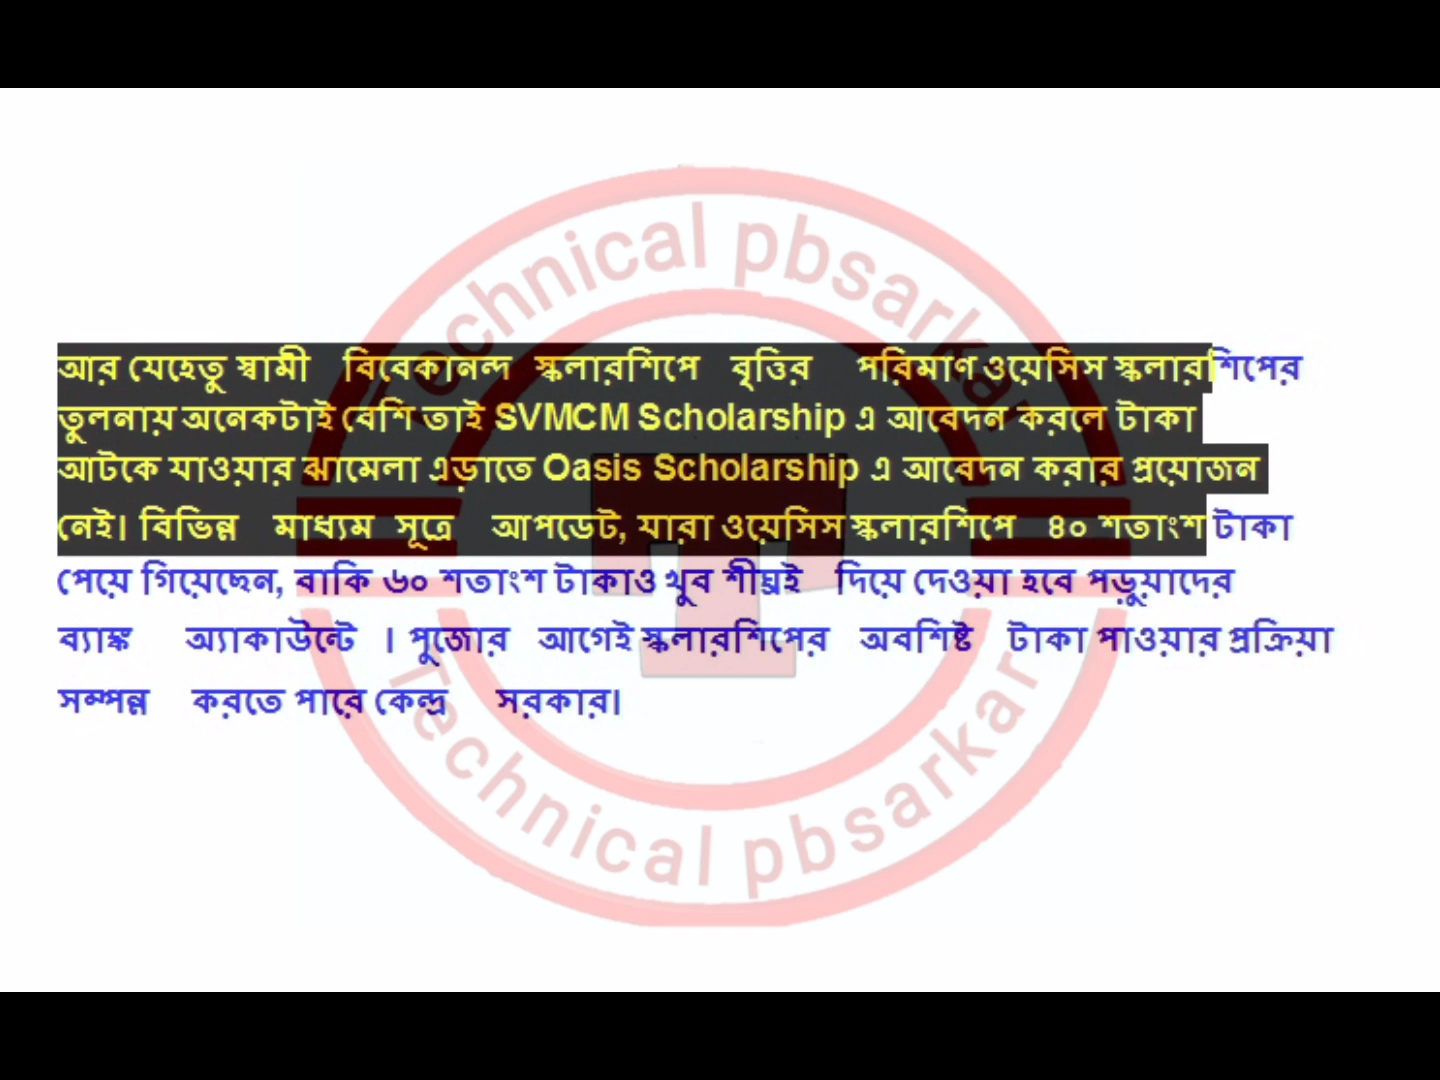 Technical pbsarkar
আর যেহেতু স্বামী বিবেকানন্দ স্কলারশিপে বৃত্তির পরিমাণ ওয়েসিস স্কলারশিপের
তুলনায় অনেকটাই বেশি তাই SVMCM Scholarship এ আবেদন করলে টাকা
আটকে যাওয়ার ঝামেলা এড়াতে Oasis Scholarship এ আবেদন করার প্রয়োজন
নেই। বিভিন্ন মাধ্যম সূত্রে আপডেট, যারা ওয়েসিস স্কলারশিপে ৪০ শতাংশ টাকা
পেয়ে গিয়েছেন, বাকি ৬০ শতাংশ টাকাও খুব শীঘ্রই দিয়ে দেওয়া হবে পড়ুয়াদের
ব্যাঙ্ক অ্যাকাউন্টে । পুজোর আগেই স্কলারশিপের অবশিষ্ট টাকা পাওয়ার প্রক্রিয়া
সম্পন্ন করতে পারে কেন্দ্র সরকার।
Technical pbsarkar